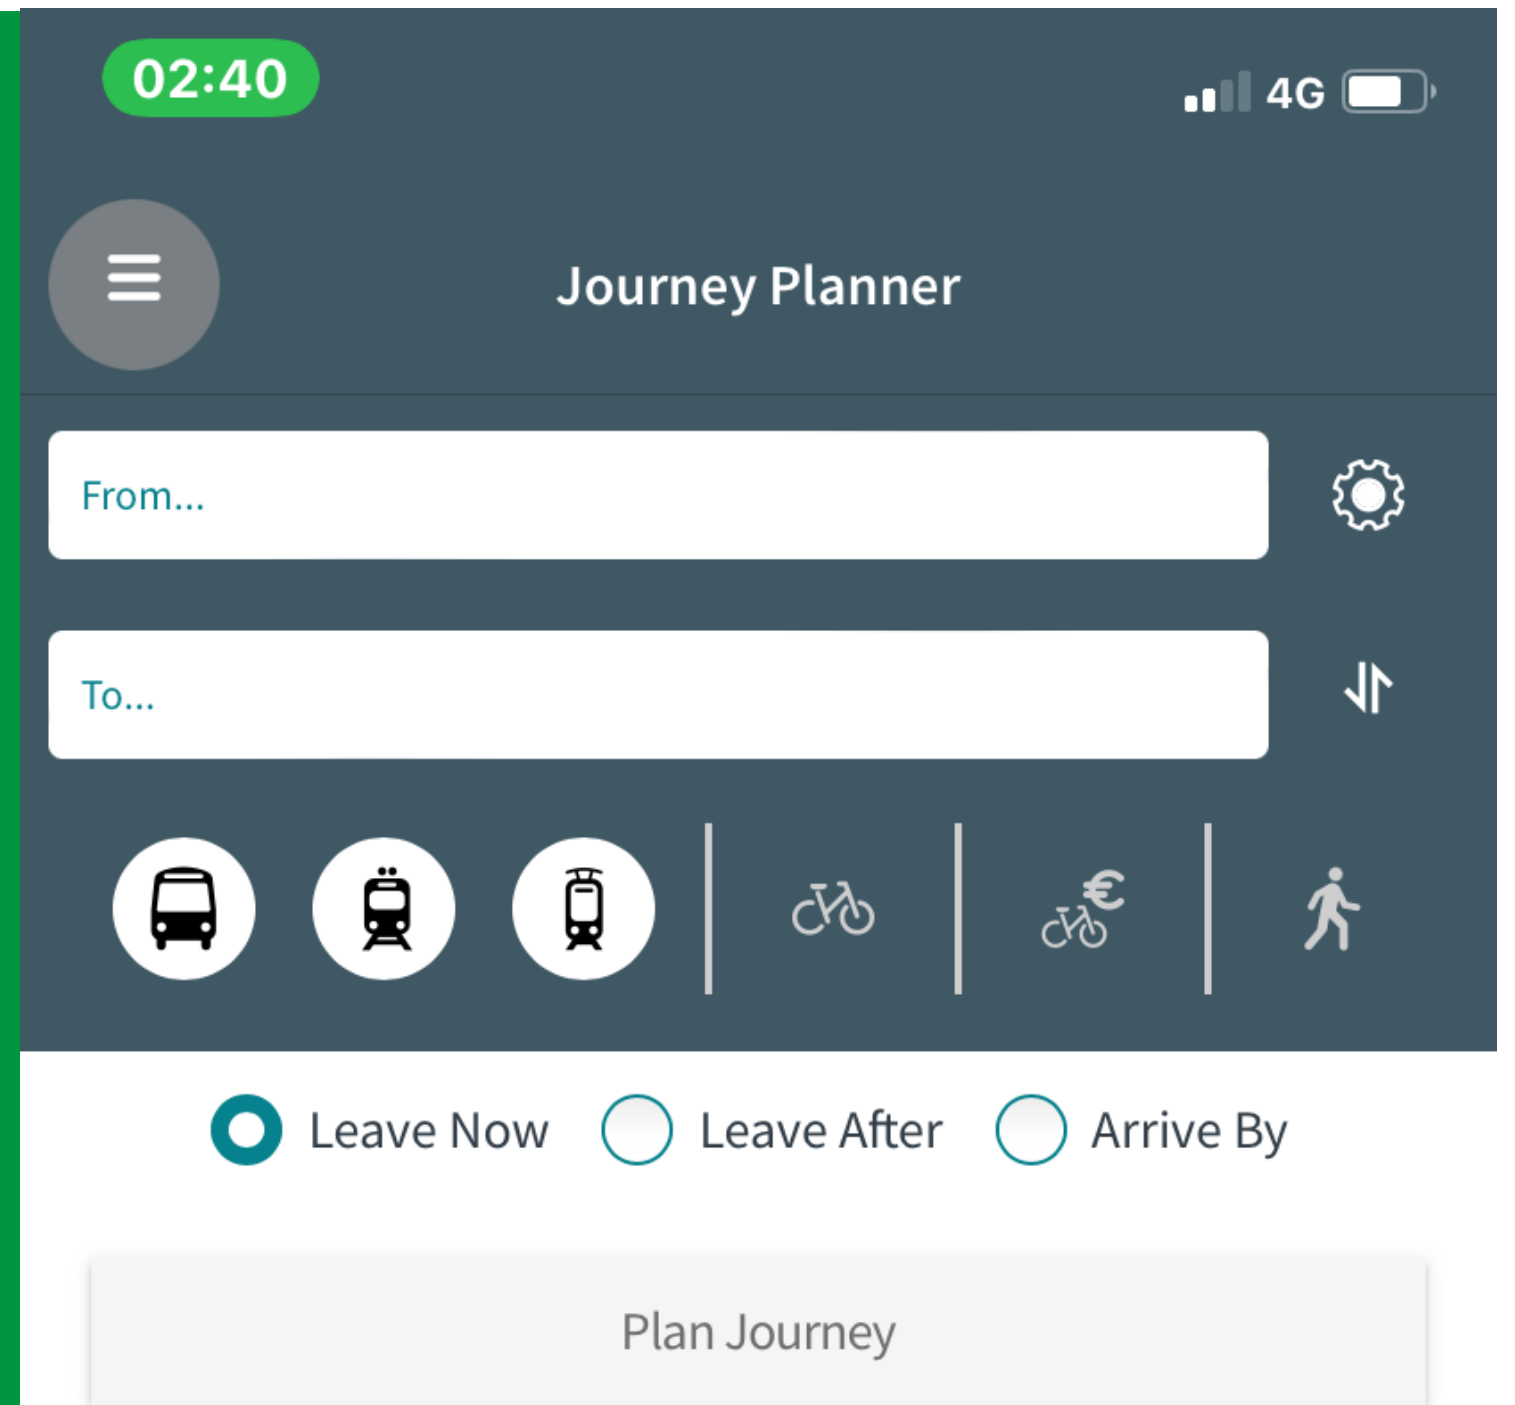 02:40
4G
Journey Planner
From...
To...
€
Leave Now Leave After Arrive By
Plan Journey